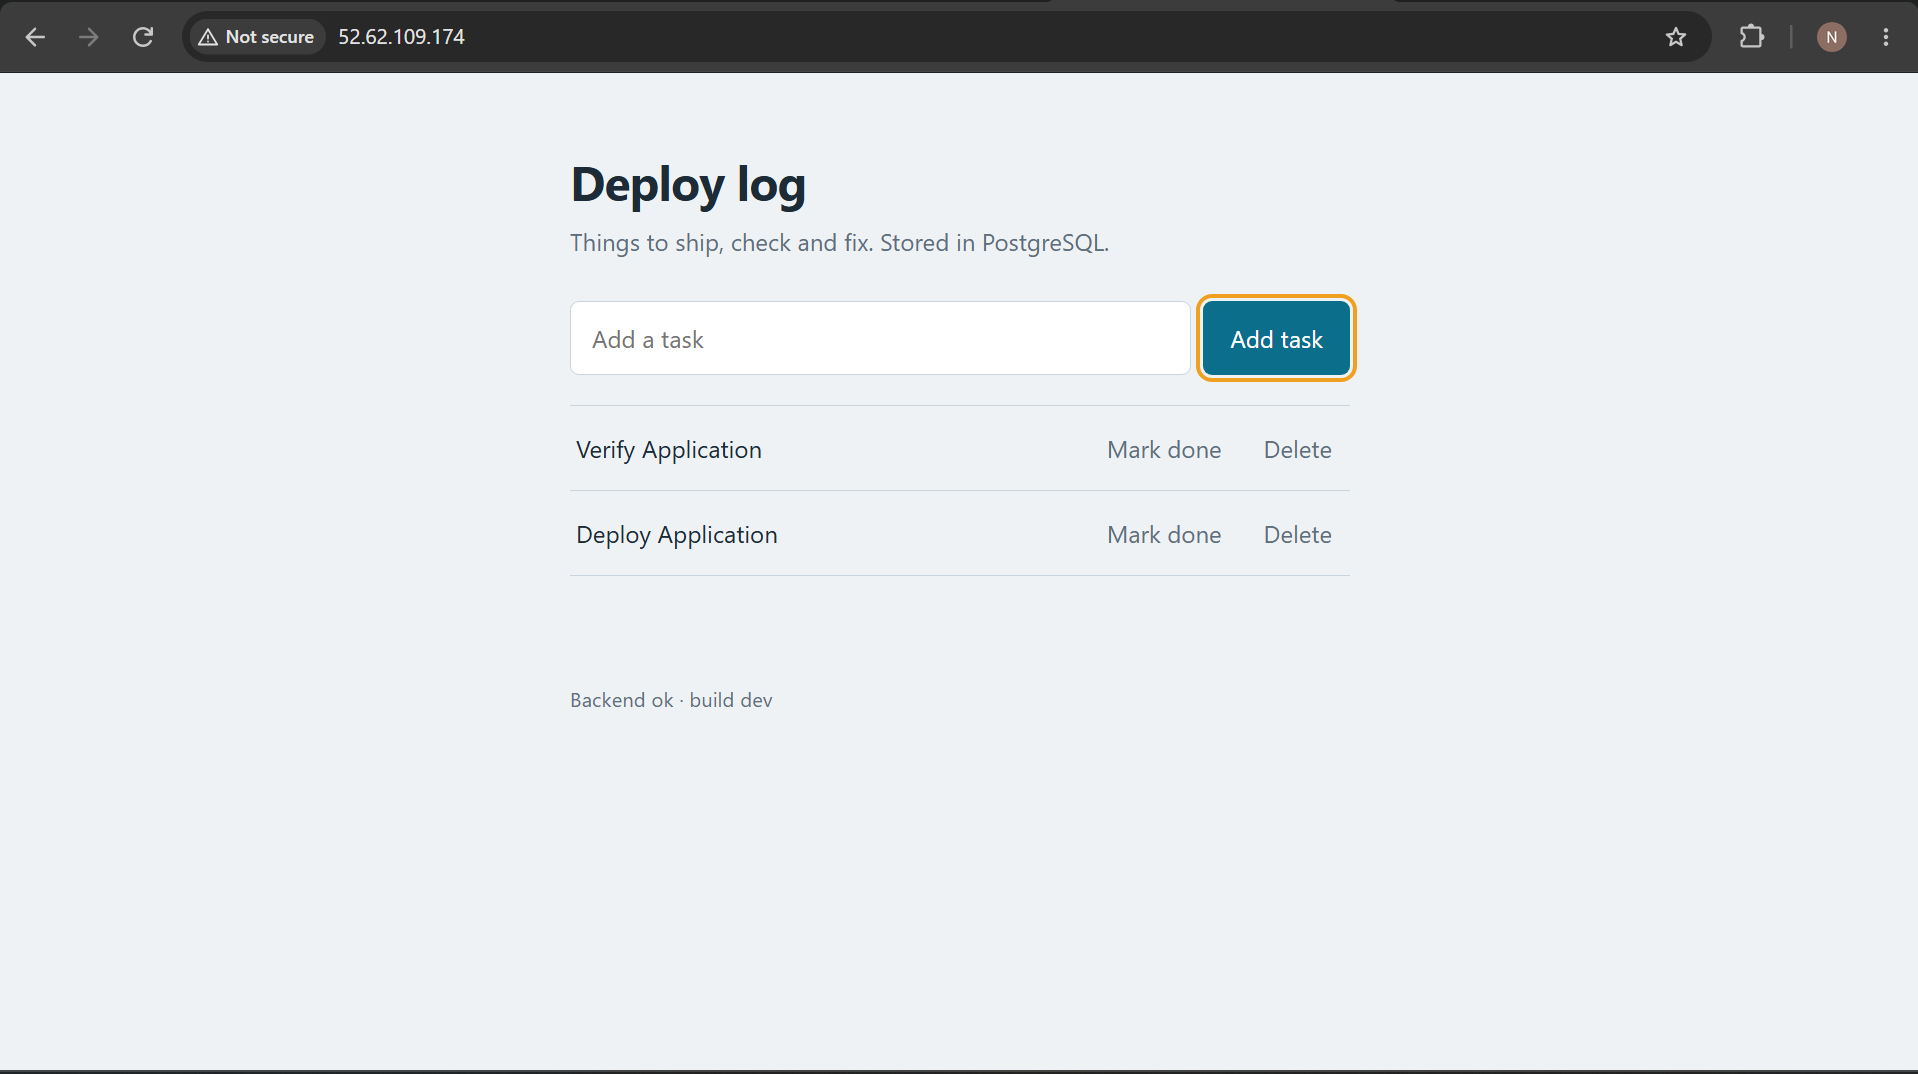 Not secure 52.62.109.174
N
Deploy log
Things to ship, check and fix. Stored in PostgreSQL.
Add a task Add task
Verify Application Mark done Delete
Deploy Application Mark done Delete
Backend ok · build dev